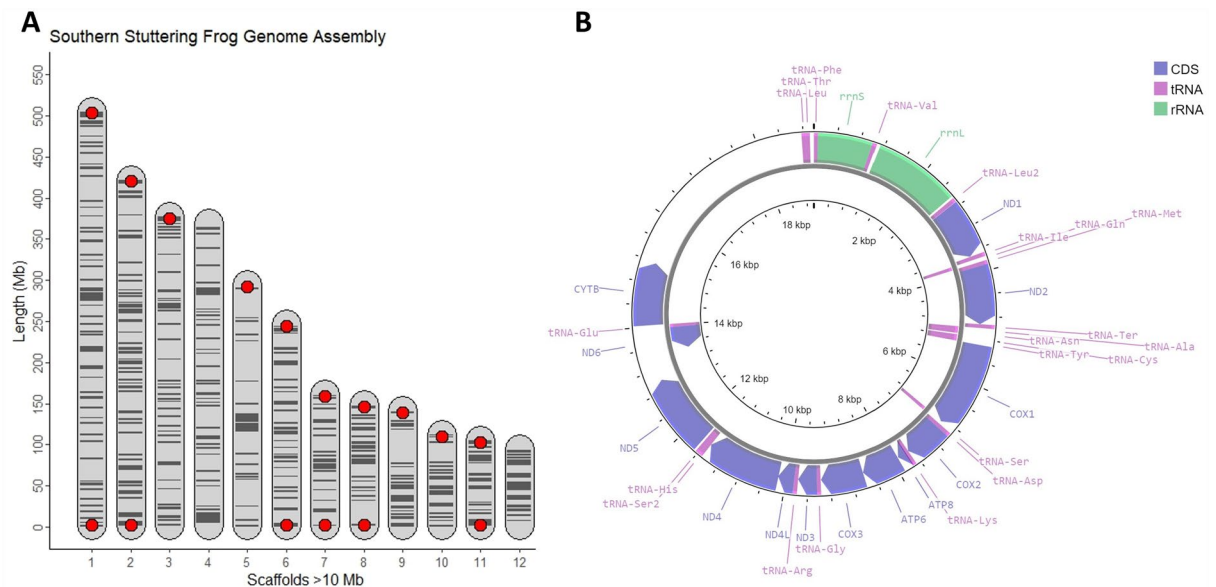 A
Southern Stuttering Frog Genome Assembly
Length (Mb)
550
500
450
400
350
300
250
200
150
100
50
0
1 2 3 4 5 6 7 8 9 10 11 12
Scaffolds >10 Mb
B
CDS
tRNA
rRNA
tRNA-Phe
tRNA-Thr
tRNA-Leu
rrnS
tRNA-Val
rrnL
tRNA-Leu2
ND1
tRNA-Met
tRNA-Gln
tRNA-Ile
ND2
tRNA-Ter
tRNA-Asn
tRNA-Ala
tRNA-Tyr
tRNA-Cys
COX1
tRNA-Ser
tRNA-Asp
COX2
ATP8
tRNA-Lys
ATP6
COX3
tRNA-Gly
ND3
tRNA-Arg
ND4L
ND4
tRNA-Ser2
tRNA-His
ND5
ND6
tRNA-Glu
CYTB
18 kbp
2 kbp
4 kbp
6 kbp
8 kbp
10 kbp
12 kbp
14 kbp
16 kbp